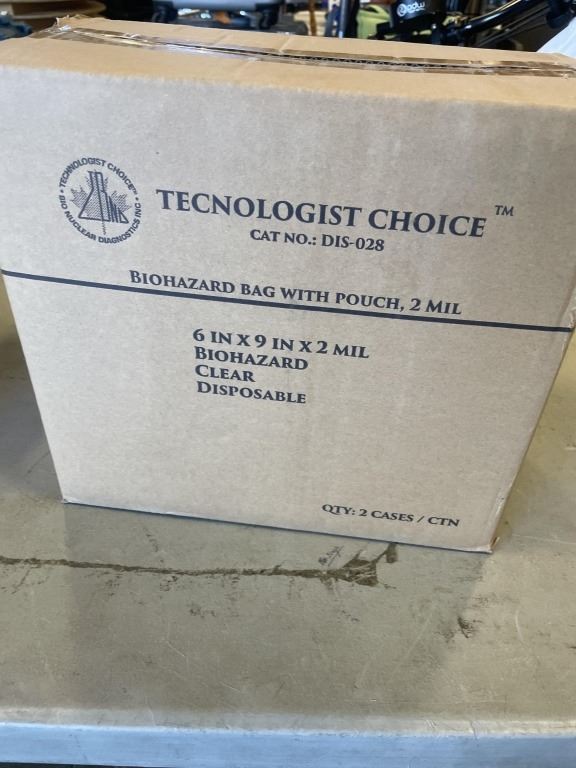 TECHNOLOGIST CHOICE™
BIO NUCLEAR DIAGNOSTICS INC
TECNOLOGIST CHOICE ™
CAT NO.: DIS-028
BIOHAZARD BAG WITH POUCH, 2 MIL
6 IN X 9 IN X 2 MIL
BIOHAZARD
CLEAR
DISPOSABLE
QTY: 2 CASES / CTN